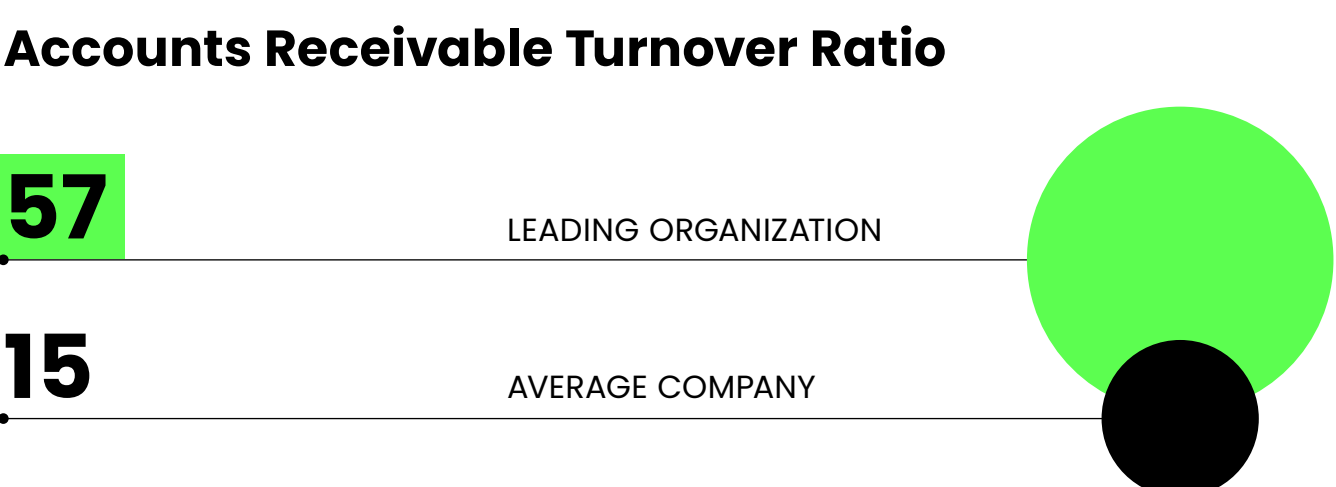 Accounts Receivable Turnover Ratio
57
LEADING ORGANIZATION
15
AVERAGE COMPANY